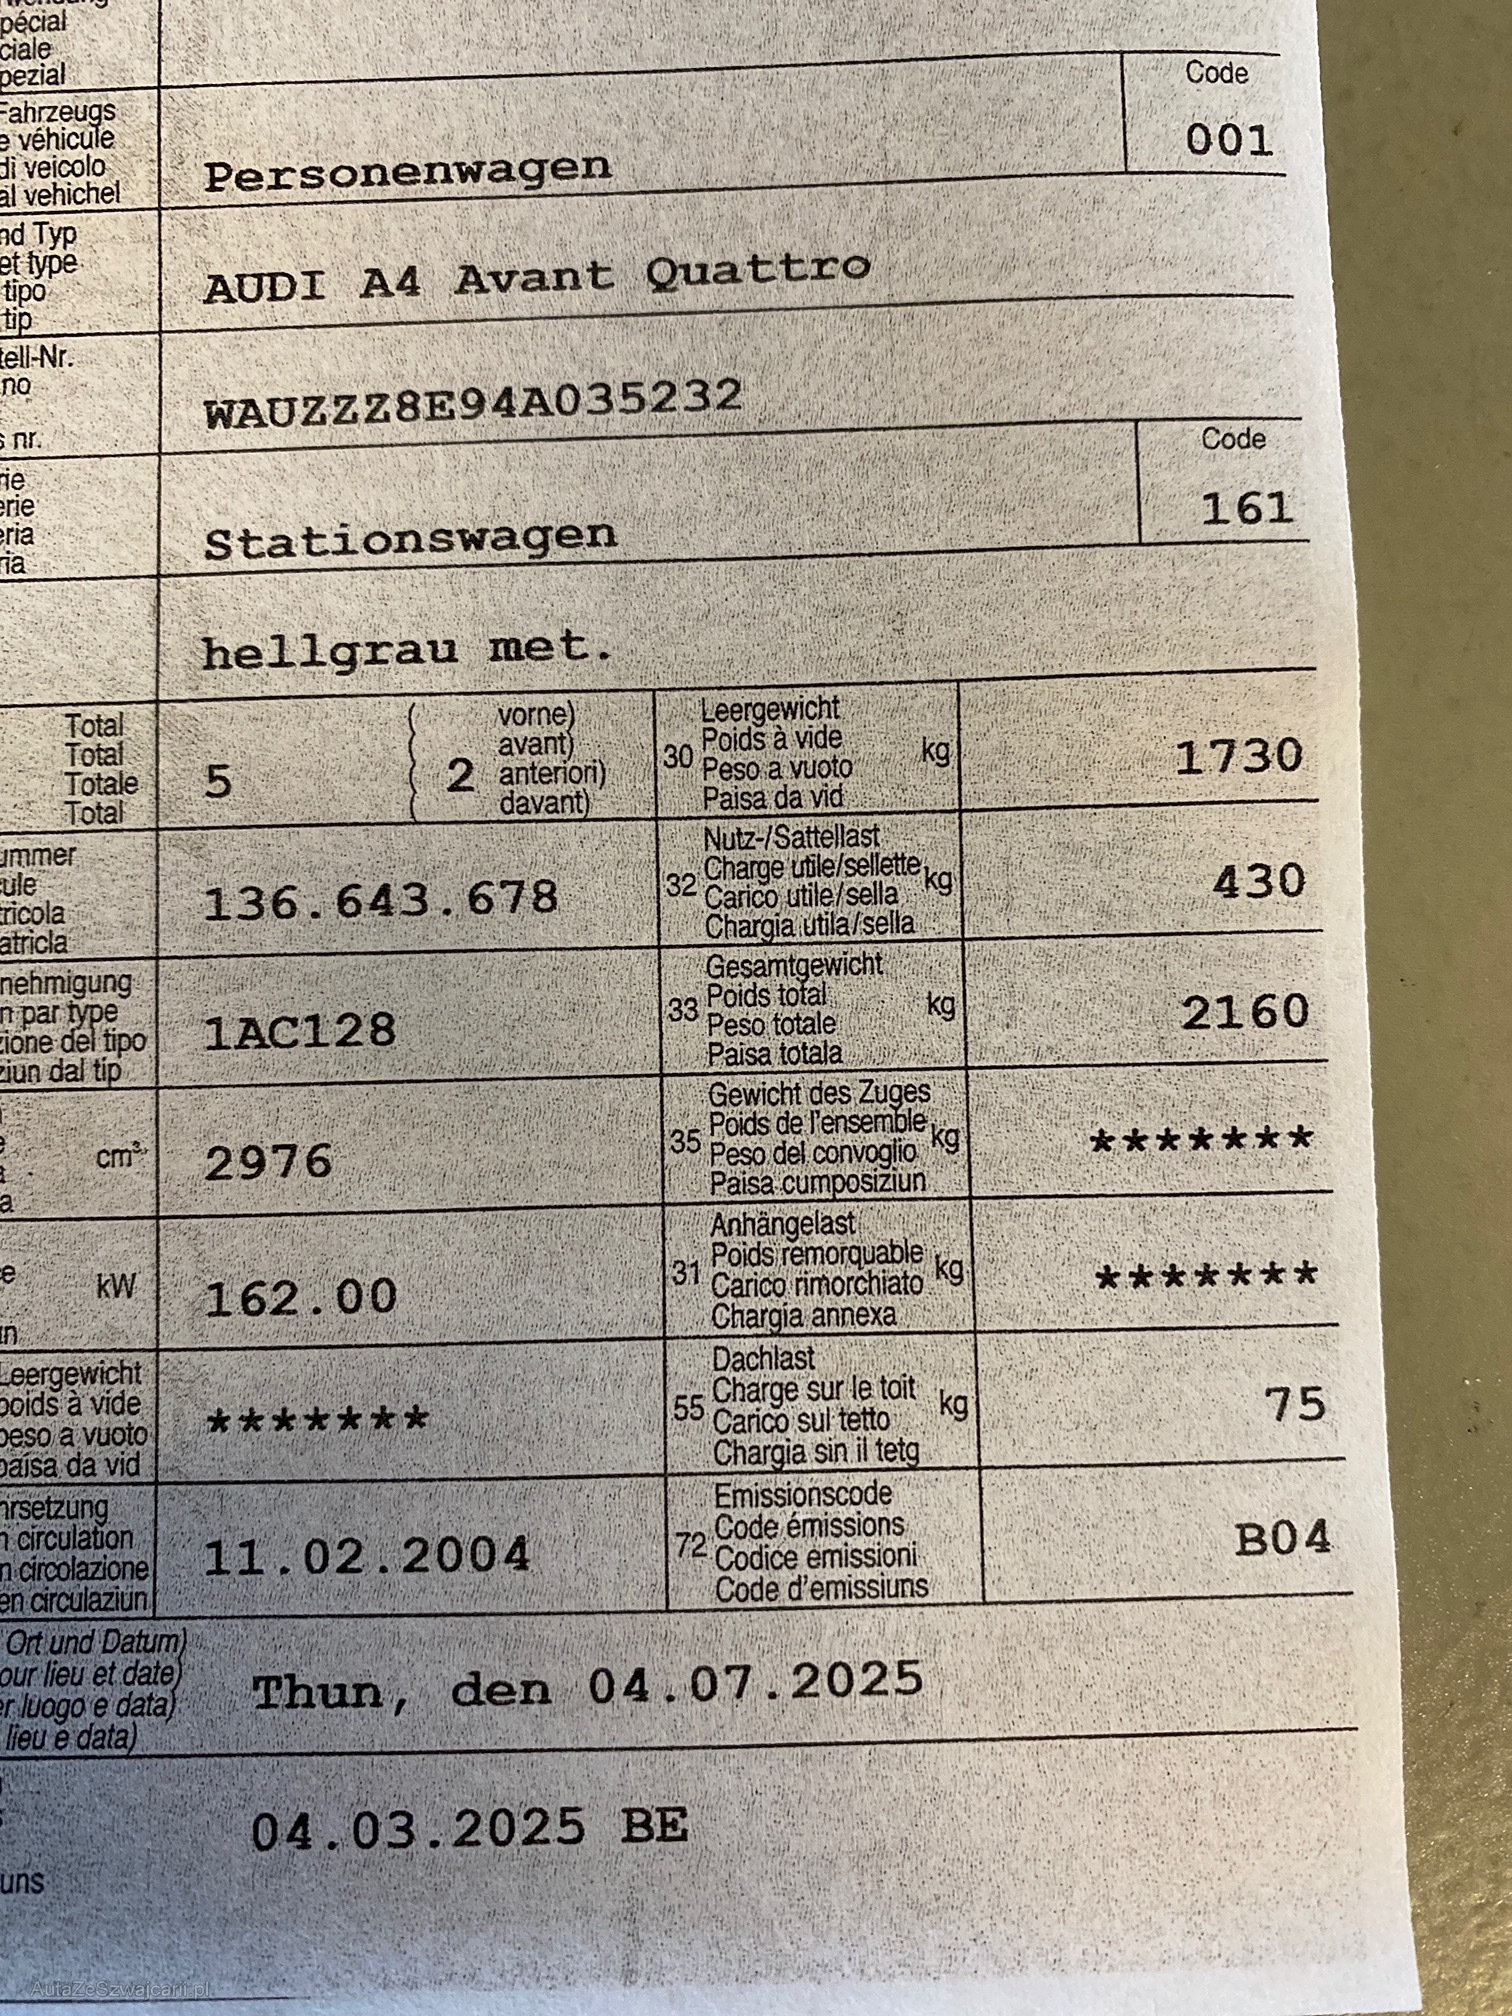 pécial
ciale
pezial
Code
Fahrzeugs
e véhicule
di veicolo
al vehichel
Personenwagen
001
nd Typ
et type
tipo
tip
AUDI A4 Avant Quattro
tell-Nr.
no
s nr.
WAUZZZ8E94A035232
Code
rie
erie
eria
ria
Stationswagen
161
hellgrau met.
Total
Total
Totale
Total
5
2
vorne)
avant)
anteriori)
davant)
30
Leergewicht
Poids à vide
Peso a vuoto
Paisa da vid
kg
1730
ummer
cule
tricola
atricla
136.643.678
32
Nutz-/Sattellast
Charge utile/sellette
Carico utile/sella
Chargia utila/sella
kg
430
nehmigung
n par type
zione del tipo
ziun dal tip
1AC128
33
Gesamtgewicht
Poids total
Peso totale
Paisa totala
kg
2160
cm³
2976
35
Gewicht des Zuges
Poids de l'ensemble
Peso del convoglio
Paisa cumposiziun
kg
*******
kW
162.00
31
Anhängelast
Poids remorquable
Carico rimorchiato
Chargia annexa
kg
*******
Leergewicht
poids à vide
peso a vuoto
paisa da vid
*******
55
Dachlast
Charge sur le toit
Carico sul tetto
Chargia sin il tetg
kg
75
hrsetzung
n circulation
n circolazione
en circulaziun
11.02.2004
72
Emissionscode
Code émissions
Codice emissioni
Code d'emissiuns
B04
Ort und Datum)
our lieu et date)
er luogo e data)
lieu e data)
Thun, den 04.07.2025
04.03.2025 BE
uns
AutaZeSzwajcarii.pl